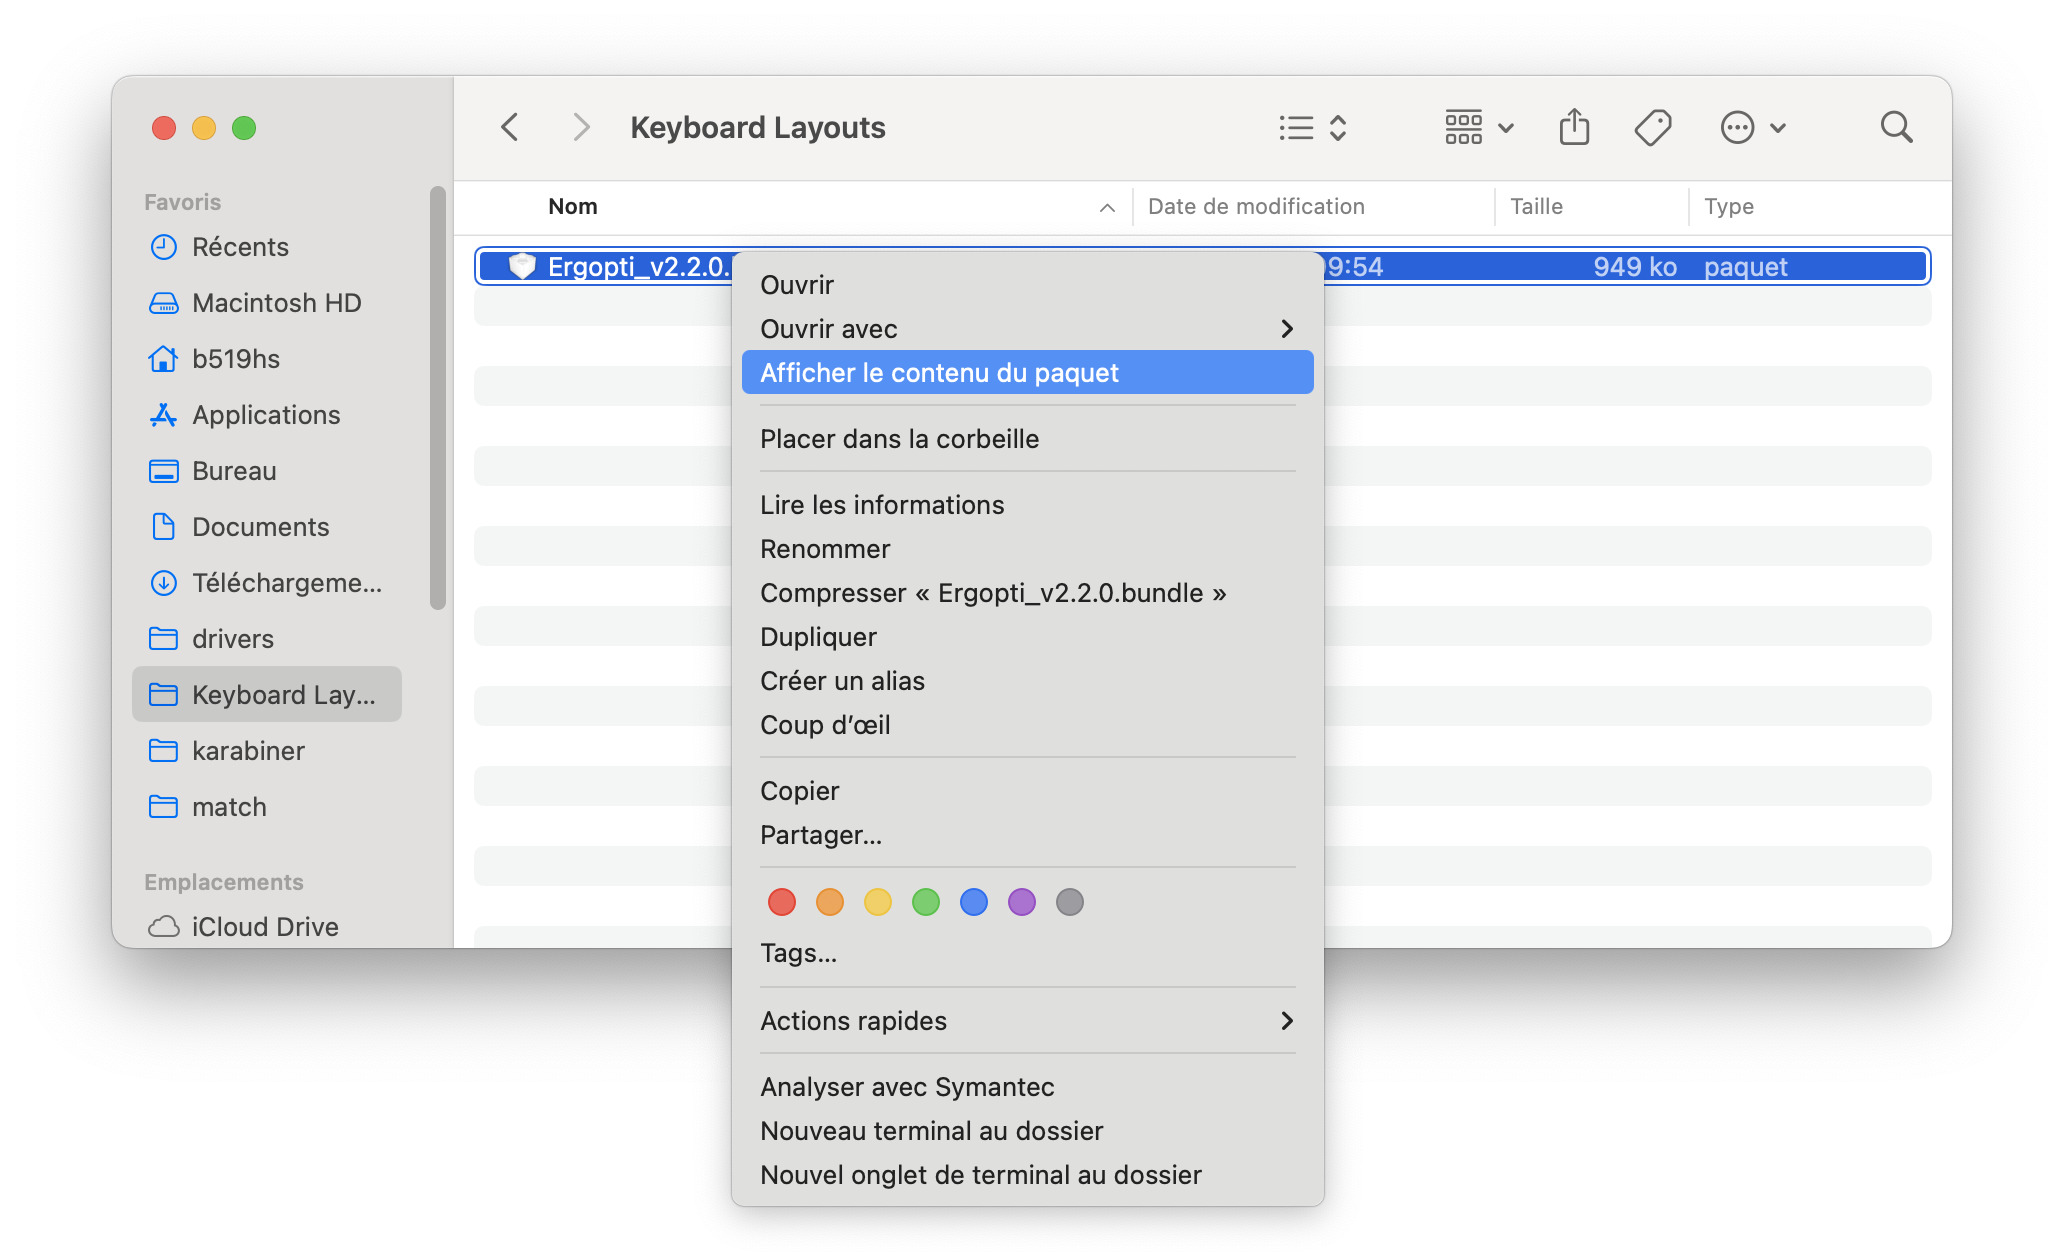 Keyboard Layouts
Favoris
Récents
Macintosh HD
b519hs
Applications
Bureau
Documents
Téléchargeme...
drivers
Keyboard Lay...
karabiner
match
Emplacements
iCloud Drive
Nom Date de modification Taille Type
Ergopti_v2.2.0. 9:54 949 ko paquet
Ouvrir
Ouvrir avec
Afficher le contenu du paquet
Placer dans la corbeille
Lire les informations
Renommer
Compresser « Ergopti_v2.2.0.bundle »
Dupliquer
Créer un alias
Coup d’œil
Copier
Partager...
Tags...
Actions rapides
Analyser avec Symantec
Nouveau terminal au dossier
Nouvel onglet de terminal au dossier